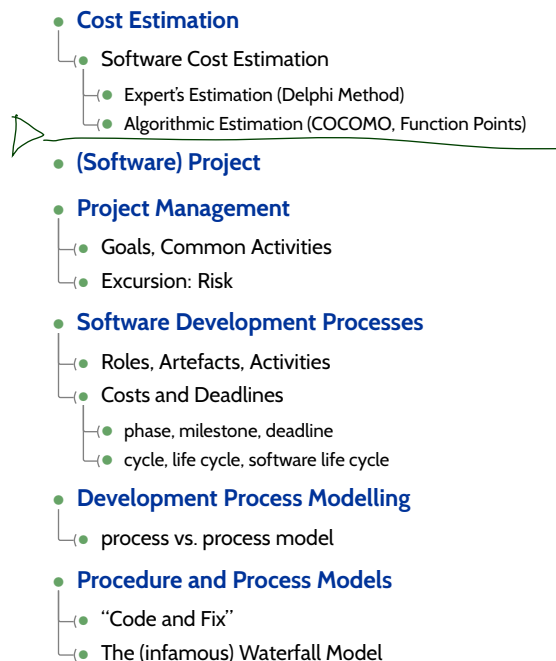 Cost Estimation
Software Cost Estimation
Expert's Estimation (Delphi Method)
Algorithmic Estimation (COCOMO, Function Points)
(Software) Project
Project Management
Goals, Common Activities
Excursion: Risk
Software Development Processes
Roles, Artefacts, Activities
Costs and Deadlines
phase, milestone, deadline
cycle, life cycle, software life cycle
Development Process Modelling
process vs. process model
Procedure and Process Models
“Code and Fix”
The (infamous) Waterfall Model